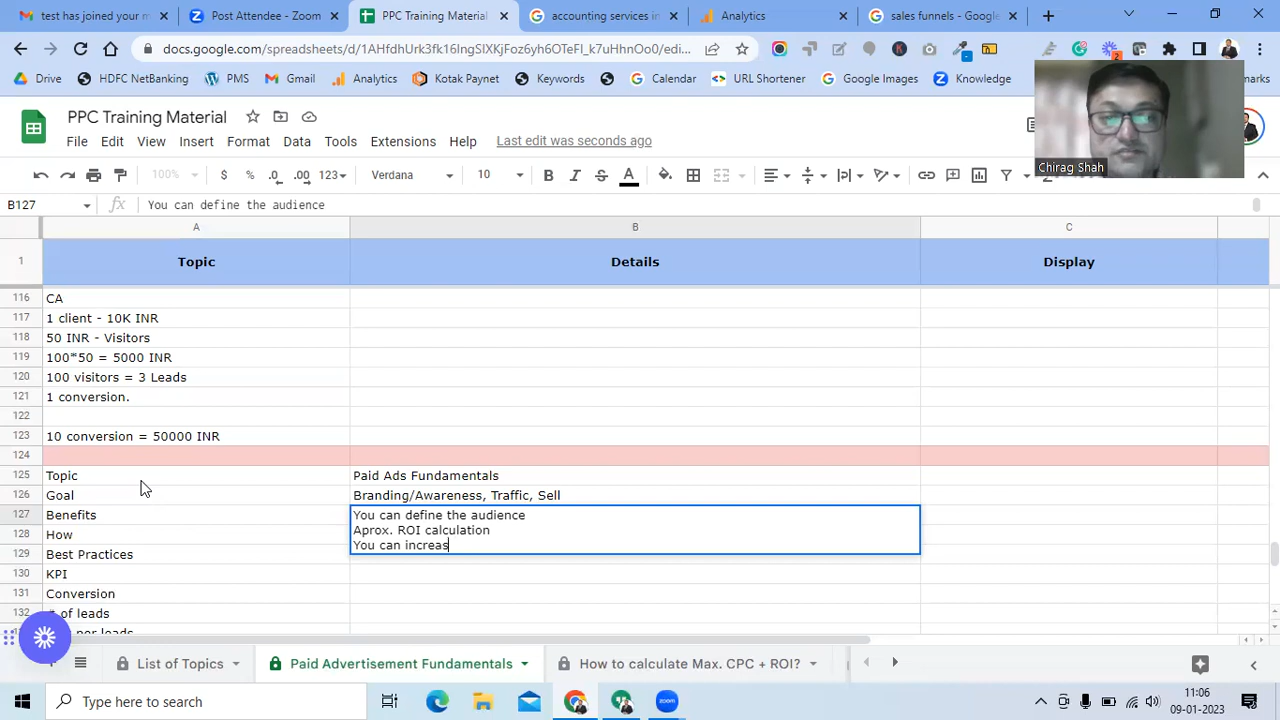 test has joined your m
Post Attendee - Zoom
PPC Training Material
accounting services in
Analytics
sales funnels - Google
docs.google.com/spreadsheets/d/1AHfdhUrk3fk16IngSlXKjFoz6yh6OTeFl_k7uHhnOo0/edi...
2
Drive
HDFC NetBanking
PMS
Gmail
Analytics
Kotak Paynet
Keywords
Calendar
URL Shortener
Google Images
Knowledge
marks
PPC Training Material
File Edit View Insert Format Data Tools Extensions Help
Last edit was seconds ago
Chirag Shah
100% $ % .0 .00 123 Verdana 10 B I S A
B127
fx You can define the audience
A B C
1 Topic Details Display
116 CA
117 1 client - 10K INR
118 50 INR - Visitors
119 100*50 = 5000 INR
120 100 visitors = 3 Leads
121 1 conversion.
122
123 10 conversion = 50000 INR
124
125 Topic Paid Ads Fundamentals
126 Goal Branding/Awareness, Traffic, Sell
127 Benefits You can define the audience
Aprox. ROI calculation
You can increas
128 How
129 Best Practices
130 KPI
131 Conversion
132 # of leads
per leads
List of Topics
Paid Advertisement Fundamentals
How to calculate Max. CPC + ROI?
Type here to search
11:06
09-01-2023